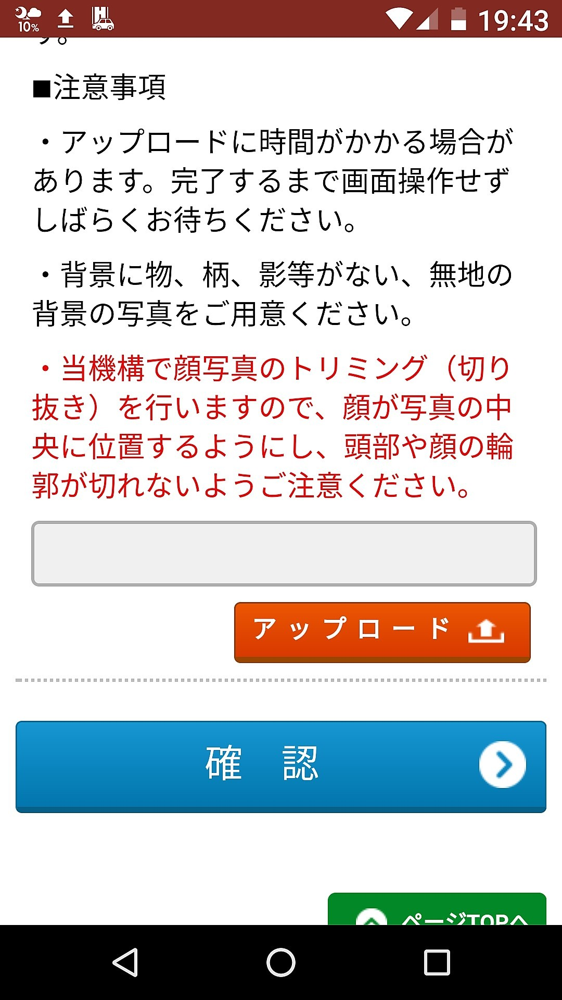 10%
19:43
す。
■注意事項
・アップロードに時間がかかる場合が
あります。完了するまで画面操作せず
しばらくお待ちください。
・背景に物、柄、影等がない、無地の
背景の写真をご用意ください。
・当機構で顔写真のトリミング（切り
抜き）を行いますので、顔が写真の中
央に位置するようにし、頭部や顔の輪
郭が切れないようご注意ください。
アップロード
確 認
ページTOPへ